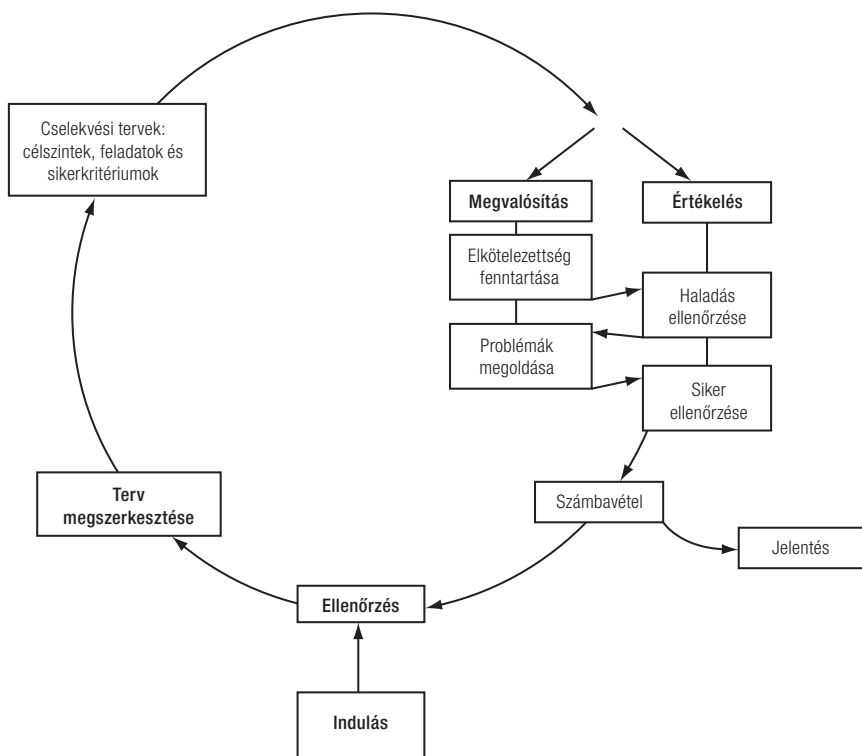 Cselekvési tervek:
célszintek, feladatok és
sikerkritériumok
Megvalósítás
Értékelés
Elkötelezettség
fenntartása
Haladás
ellenőrzése
Problémák
megoldása
Siker
ellenőrzése
Terv
megszerkesztése
Számbavétel
Jelentés
Ellenőrzés
Indulás